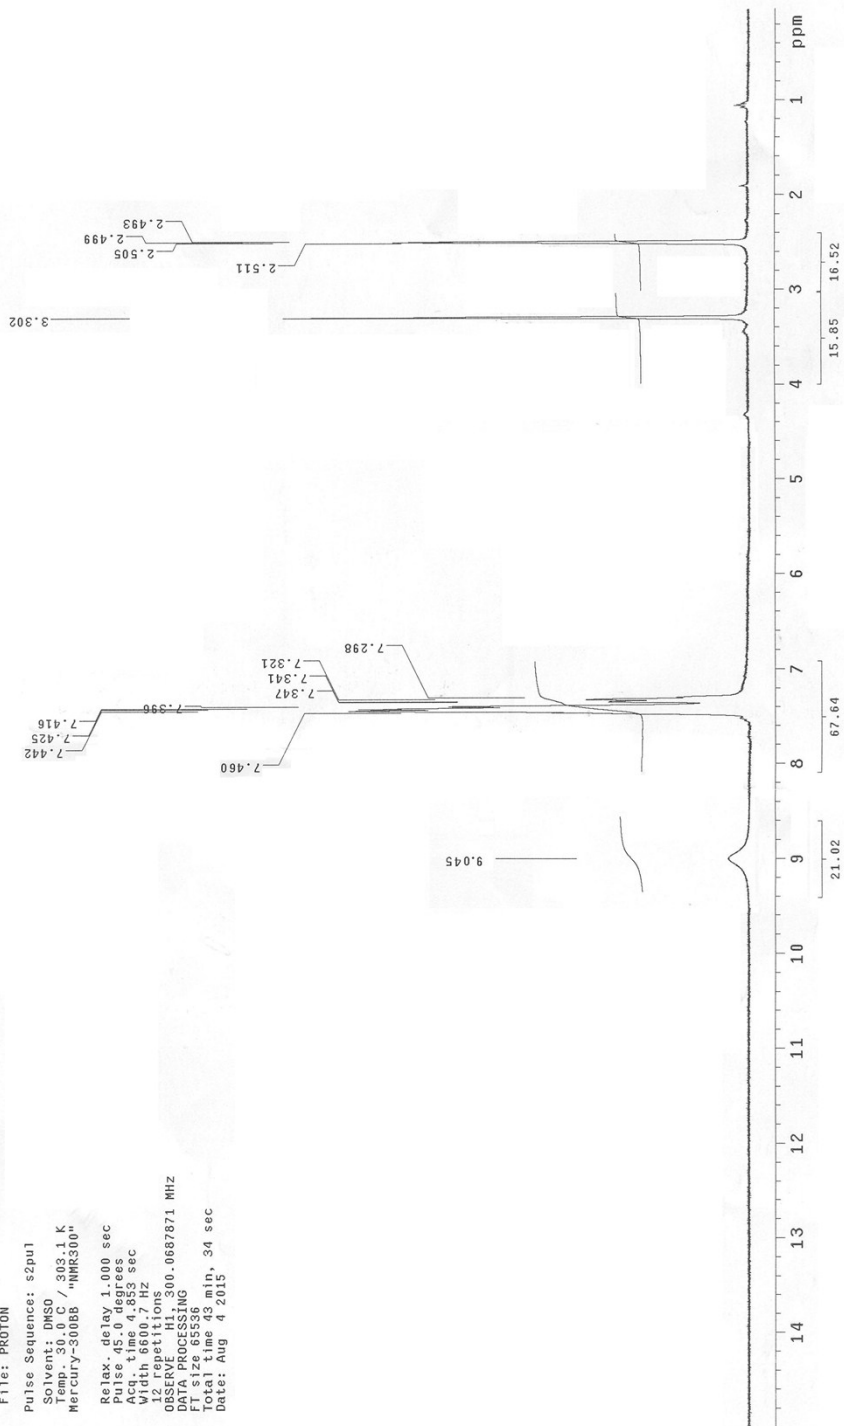 File: PROTON
Pulse Sequence: s2pul
Solvent: DMSO
Temp. 30.0 C / 303.1 K
Mercury-300BB "NMR300"
Relax. delay 1.000 sec
Pulse 45.0 degrees
Acq. time 4.853 sec
Width 6600.7 Hz
12 repetitions
OBSERVE H1, 300.0687871 MHz
DATA PROCESSING
FT size 65536
Total time 43 min, 34 sec
Date: Aug 4 2015
9.045
7.460
7.442
7.425
7.416
7.396
7.347
7.341
7.321
7.298
3.302
2.511
2.505
2.499
2.493
14
13
12
11
10
9
8
7
6
5
4
3
2
1
ppm
21.02
67.64
15.85
16.52